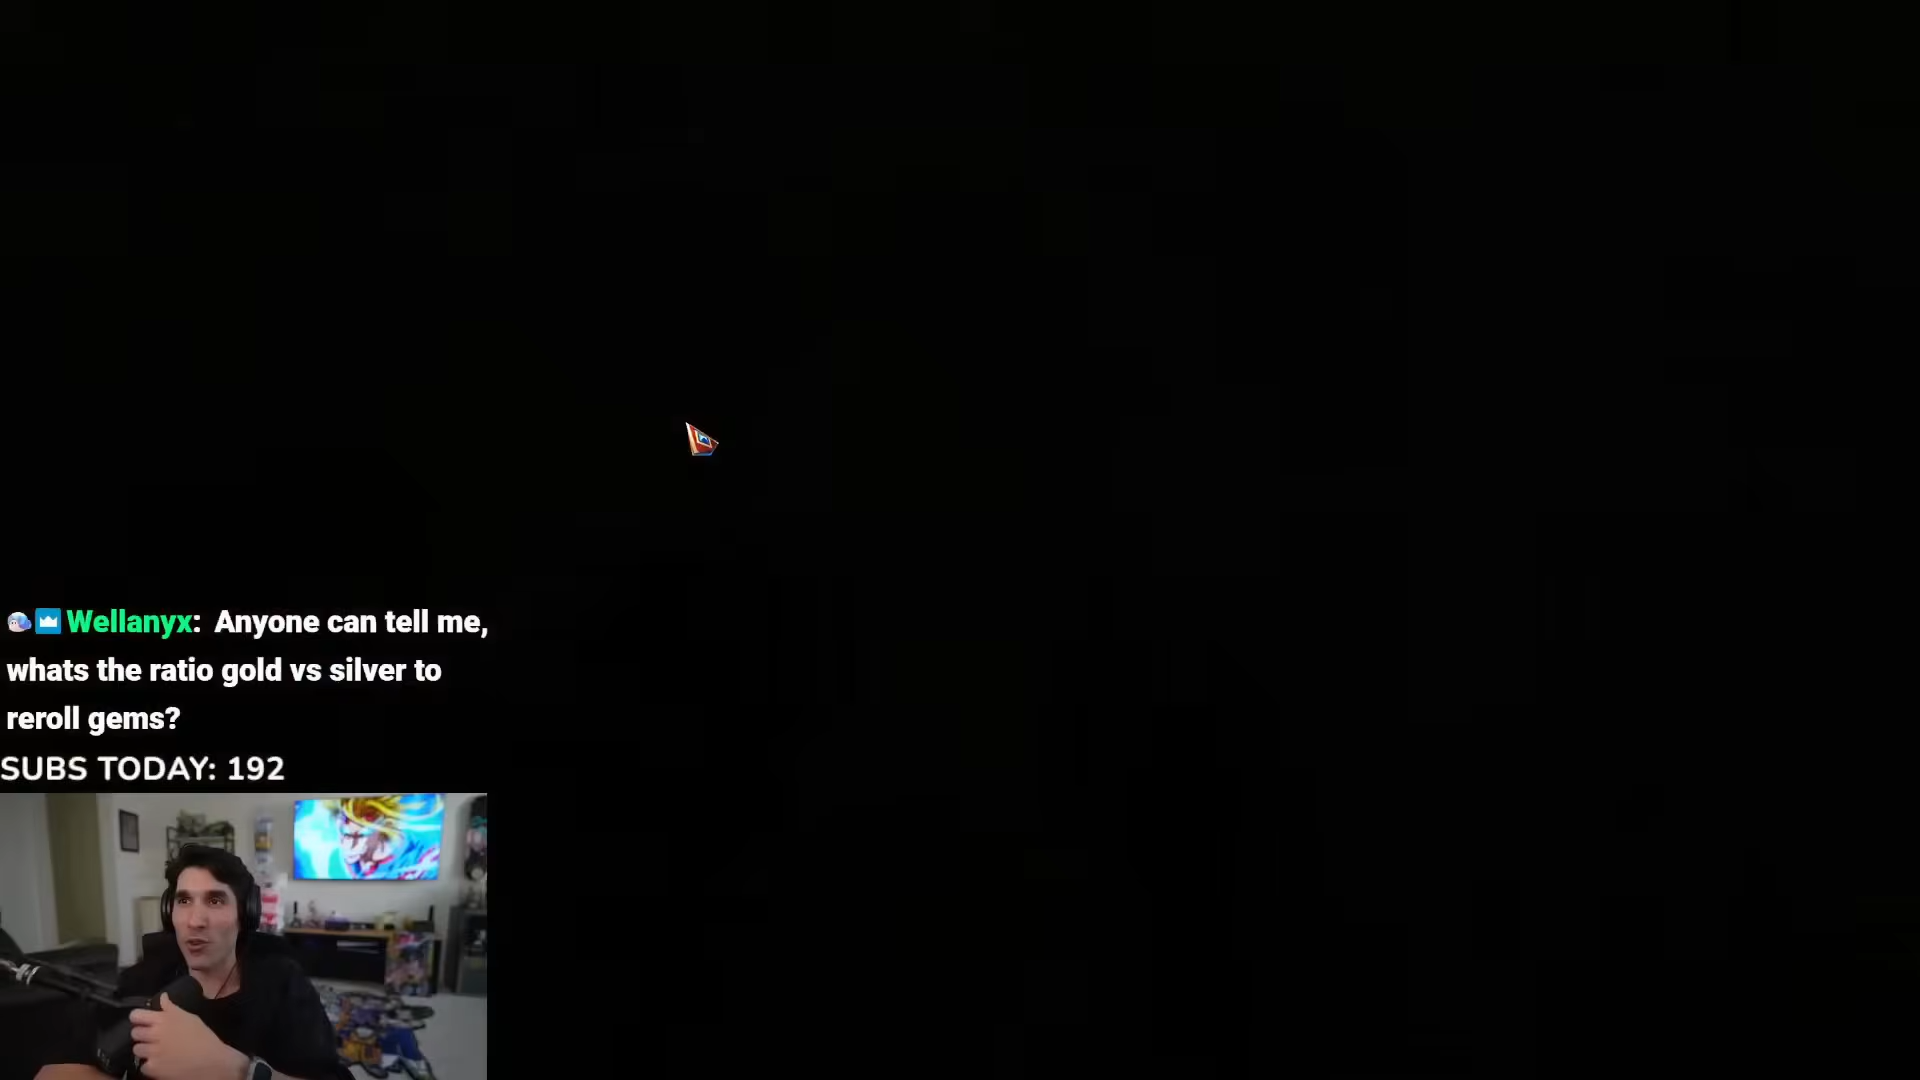 Wellanyx: Anyone can tell me,
whats the ratio gold vs silver to
reroll gems?
SUBS TODAY: 192